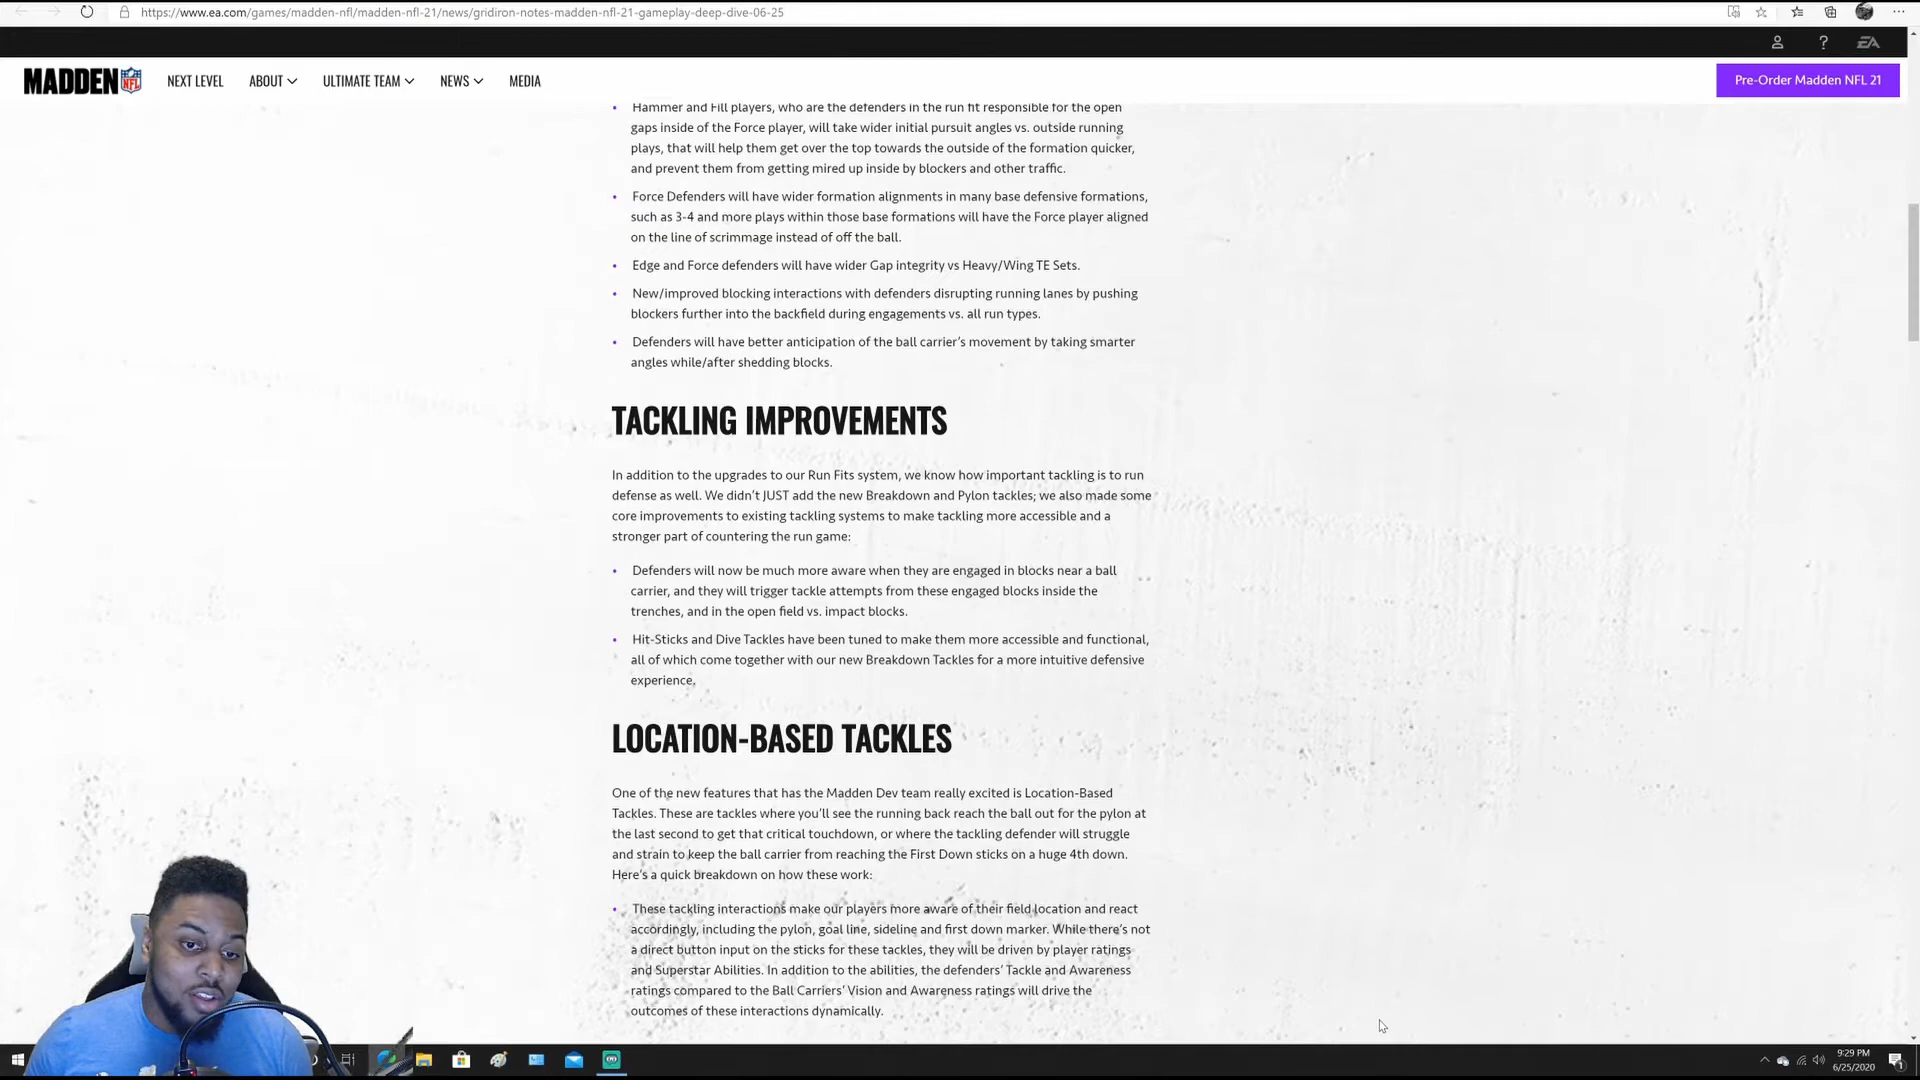 https://www.ea.com/games/madden-nfl/madden-nfl-21/news/gridiron-notes-madden-nfl-21-gameplay-deep-dive-06-25
EA
MADDEN NFL
NEXT LEVEL
ABOUT
ULTIMATE TEAM
NEWS
MEDIA
Pre-Order Madden NFL 21
• Hammer and Fill players, who are the defenders in the run fit responsible for the open
gaps inside of the Force player, will take wider initial pursuit angles vs. outside running
plays, that will help them get over the top towards the outside of the formation quicker,
and prevent them from getting mired up inside by blockers and other traffic.
• Force Defenders will have wider formation alignments in many base defensive formations,
such as 3-4 and more plays within those base formations will have the Force player aligned
on the line of scrimmage instead of off the ball.
• Edge and Force defenders will have wider Gap integrity vs Heavy/Wing TE Sets.
• New/improved blocking interactions with defenders disrupting running lanes by pushing
blockers further into the backfield during engagements vs. all run types.
• Defenders will have better anticipation of the ball carrier's movement by taking smarter
angles while/after shedding blocks.
TACKLING IMPROVEMENTS
In addition to the upgrades to our Run Fits system, we know how important tackling is to run
defense as well. We didn't JUST add the new Breakdown and Pylon tackles; we also made some
core improvements to existing tackling systems to make tackling more accessible and a
stronger part of countering the run game:
• Defenders will now be much more aware when they are engaged in blocks near a ball
carrier, and they will trigger tackle attempts from these engaged blocks inside the
trenches, and in the open field vs. impact blocks.
• Hit-Sticks and Dive Tackles have been tuned to make them more accessible and functional,
all of which come together with our new Breakdown Tackles for a more intuitive defensive
experience.
LOCATION-BASED TACKLES
One of the new features that has the Madden Dev team really excited is Location-Based
Tackles. These are tackles where you'll see the running back reach the ball out for the pylon at
the last second to get that critical touchdown, or where the tackling defender will struggle
and strain to keep the ball carrier from reaching the First Down sticks on a huge 4th down.
Here's a quick breakdown on how these work:
• These tackling interactions make our players more aware of their field location and react
accordingly, including the pylon, goal line, sideline and first down marker. While there's not
a direct button input on the sticks for these tackles, they will be driven by player ratings
and Superstar Abilities. In addition to the abilities, the defenders' Tackle and Awareness
ratings compared to the Ball Carriers' Vision and Awareness ratings will drive the
outcomes of these interactions dynamically.
9:29 PM
6/25/2020